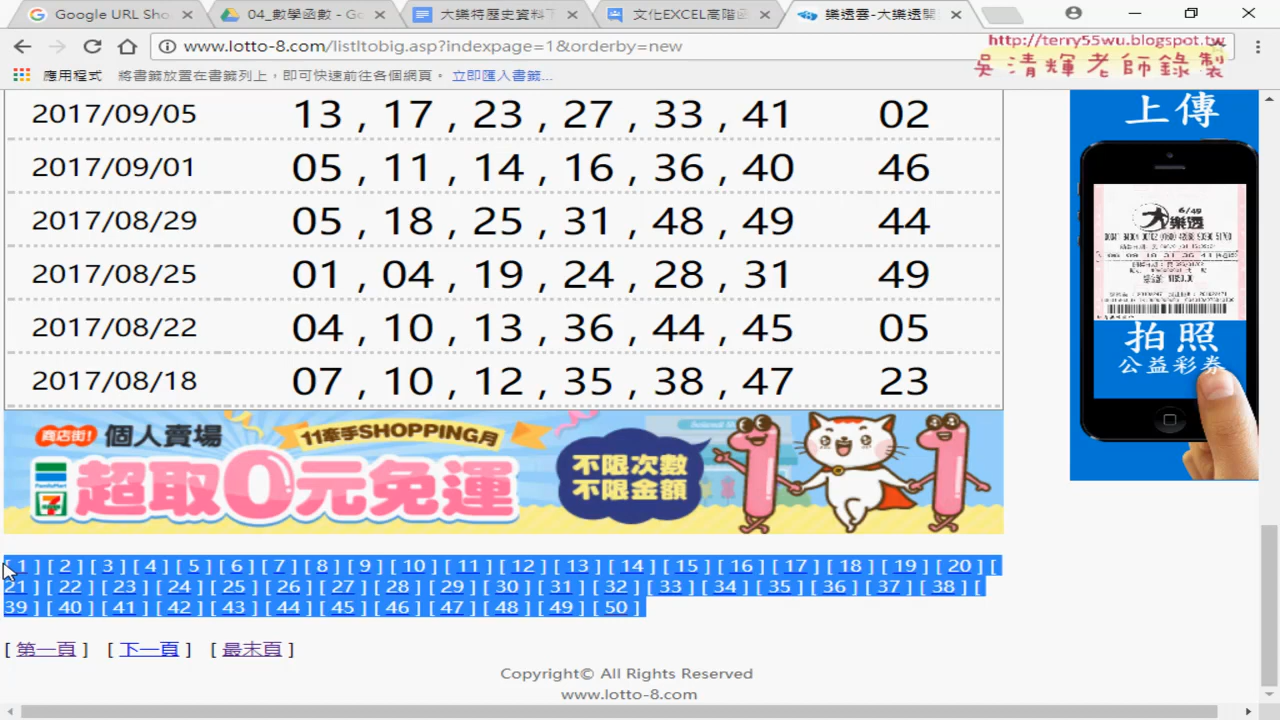 Google URL Sho
04_數學函數 - Go
大樂特歷史資料下
文化EXCEL高階函
樂透雲-大樂透開
www.lotto-8.com/listltobig.asp?indexpage=1&orderby=new
http://terry55wu.blogspot.tw
吳清輝老師錄製
應用程式 將書籤放置在書籤列上,即可快速前往各個網頁。 立即匯入書籤...
2017/09/05 13 , 17 , 23 , 27 , 33 , 41 02
2017/09/01 05 , 11 , 14 , 16 , 36 , 40 46
2017/08/29 05 , 18 , 25 , 31 , 48 , 49 44
2017/08/25 01 , 04 , 19 , 24 , 28 , 31 49
2017/08/22 04 , 10 , 13 , 36 , 44 , 45 05
2017/08/18 07 , 10 , 12 , 35 , 38 , 47 23
上傳
6/49
樂透
拍照
公益彩券
商店街! 個人賣場
11牽手SHOPPING月
超取0元免運
FamilyMart
不限次數
不限金額
[ 1 ] [ 2 ] [ 3 ] [ 4 ] [ 5 ] [ 6 ] [ 7 ] [ 8 ] [ 9 ] [ 10 ] [ 11 ] [ 12 ] [ 13 ] [ 14 ] [ 15 ] [ 16 ] [ 17 ] [ 18 ] [ 19 ] [ 20 ] [
21 ] [ 22 ] [ 23 ] [ 24 ] [ 25 ] [ 26 ] [ 27 ] [ 28 ] [ 29 ] [ 30 ] [ 31 ] [ 32 ] [ 33 ] [ 34 ] [ 35 ] [ 36 ] [ 37 ] [ 38 ] [
39 ] [ 40 ] [ 41 ] [ 42 ] [ 43 ] [ 44 ] [ 45 ] [ 46 ] [ 47 ] [ 48 ] [ 49 ] [ 50 ]
[ 第一頁 ] [ 下一頁 ] [ 最末頁 ]
Copyright© All Rights Reserved
www.lotto-8.com